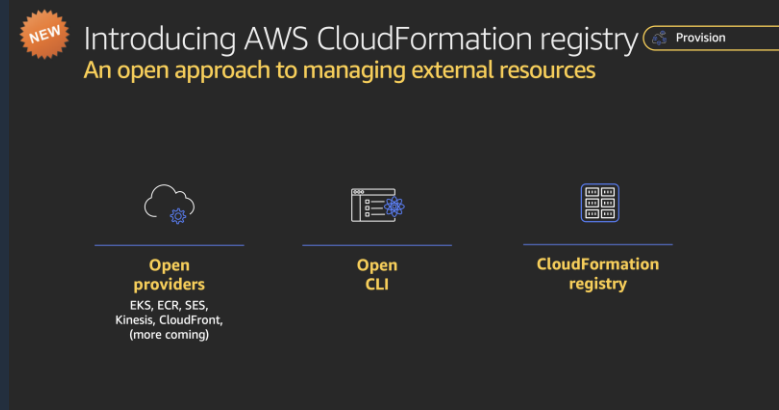 NEW
Introducing AWS CloudFormation registry
Provision
An open approach to managing external resources
Open
providers
EKS, ECR, SES,
Kinesis, CloudFront,
(more coming)
Open
CLI
CloudFormation
registry